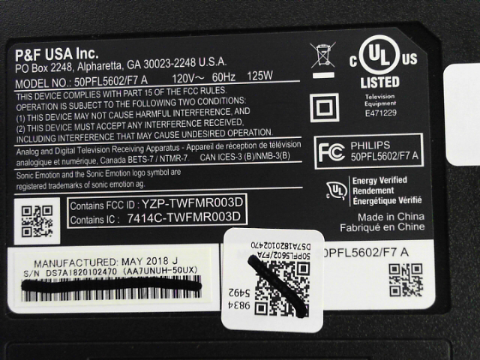 P&F USA Inc.
PO Box 2248, Alpharetta, GA 30023-2248 U.S.A.
MODEL NO : 50PFL5602/F7 A 120V~ 60Hz 125W
THIS DEVICE COMPLIES WITH PART 15 OF THE FCC RULES.
OPERATION IS SUBJECT TO THE FOLLOWING TWO CONDITIONS:
(1)THIS DEVICE MAY NOT CAUSE HARMFUL INTERFERENCE, AND
(2)THIS DEVICE MUST ACCEPT ANY INTERFERENCE RECEIVED,
INCLUDING INTERFERENCE THAT MAY CAUSE UNDESIRED OPERATION.
Analog and Digital Television Receiving Apparatus - Appareil de réception de télévision
analogique et numérique, Canada BETS-7 / NTMR-7. CAN ICES-3 (B)/NMB-3(B)
Sonic Emotion and the Sonic Emotion logo symbol are
registered trademarks of sonic emotion ag.
Contains FCC ID: YZP-TWFMR003D
Contains IC : 7414C-TWFMR003D
C UL US
LISTED
Television
Equipment
E471229
FC PHILIPS
50PFL5602/F7 A
UL Energy Verified
Rendement
Énergétique Vérifié
Made in China
Fabriqué en China
MANUFACTURED: MAY 2018 J
S/N DS7A1820102470 (AA7UNUH-50UX)
50PFL5602/F7A
DS7A1820102470
9834
5492
0PFL5602/F7 A